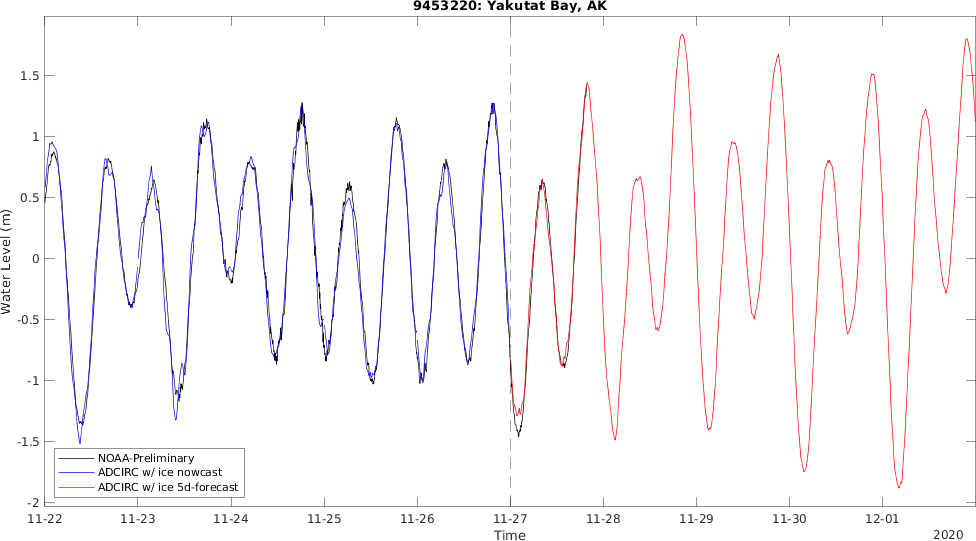 9453220: Yakutat Bay, AK
Water Level (m)
1.5
1
0.5
0
-0.5
-1
-1.5
-2
NOAA-Preliminary
ADCIRC w/ ice nowcast
ADCIRC w/ ice 5d-forecast
11-22 11-23 11-24 11-25 11-26 11-27 11-28 11-29 11-30 12-01
Time
2020